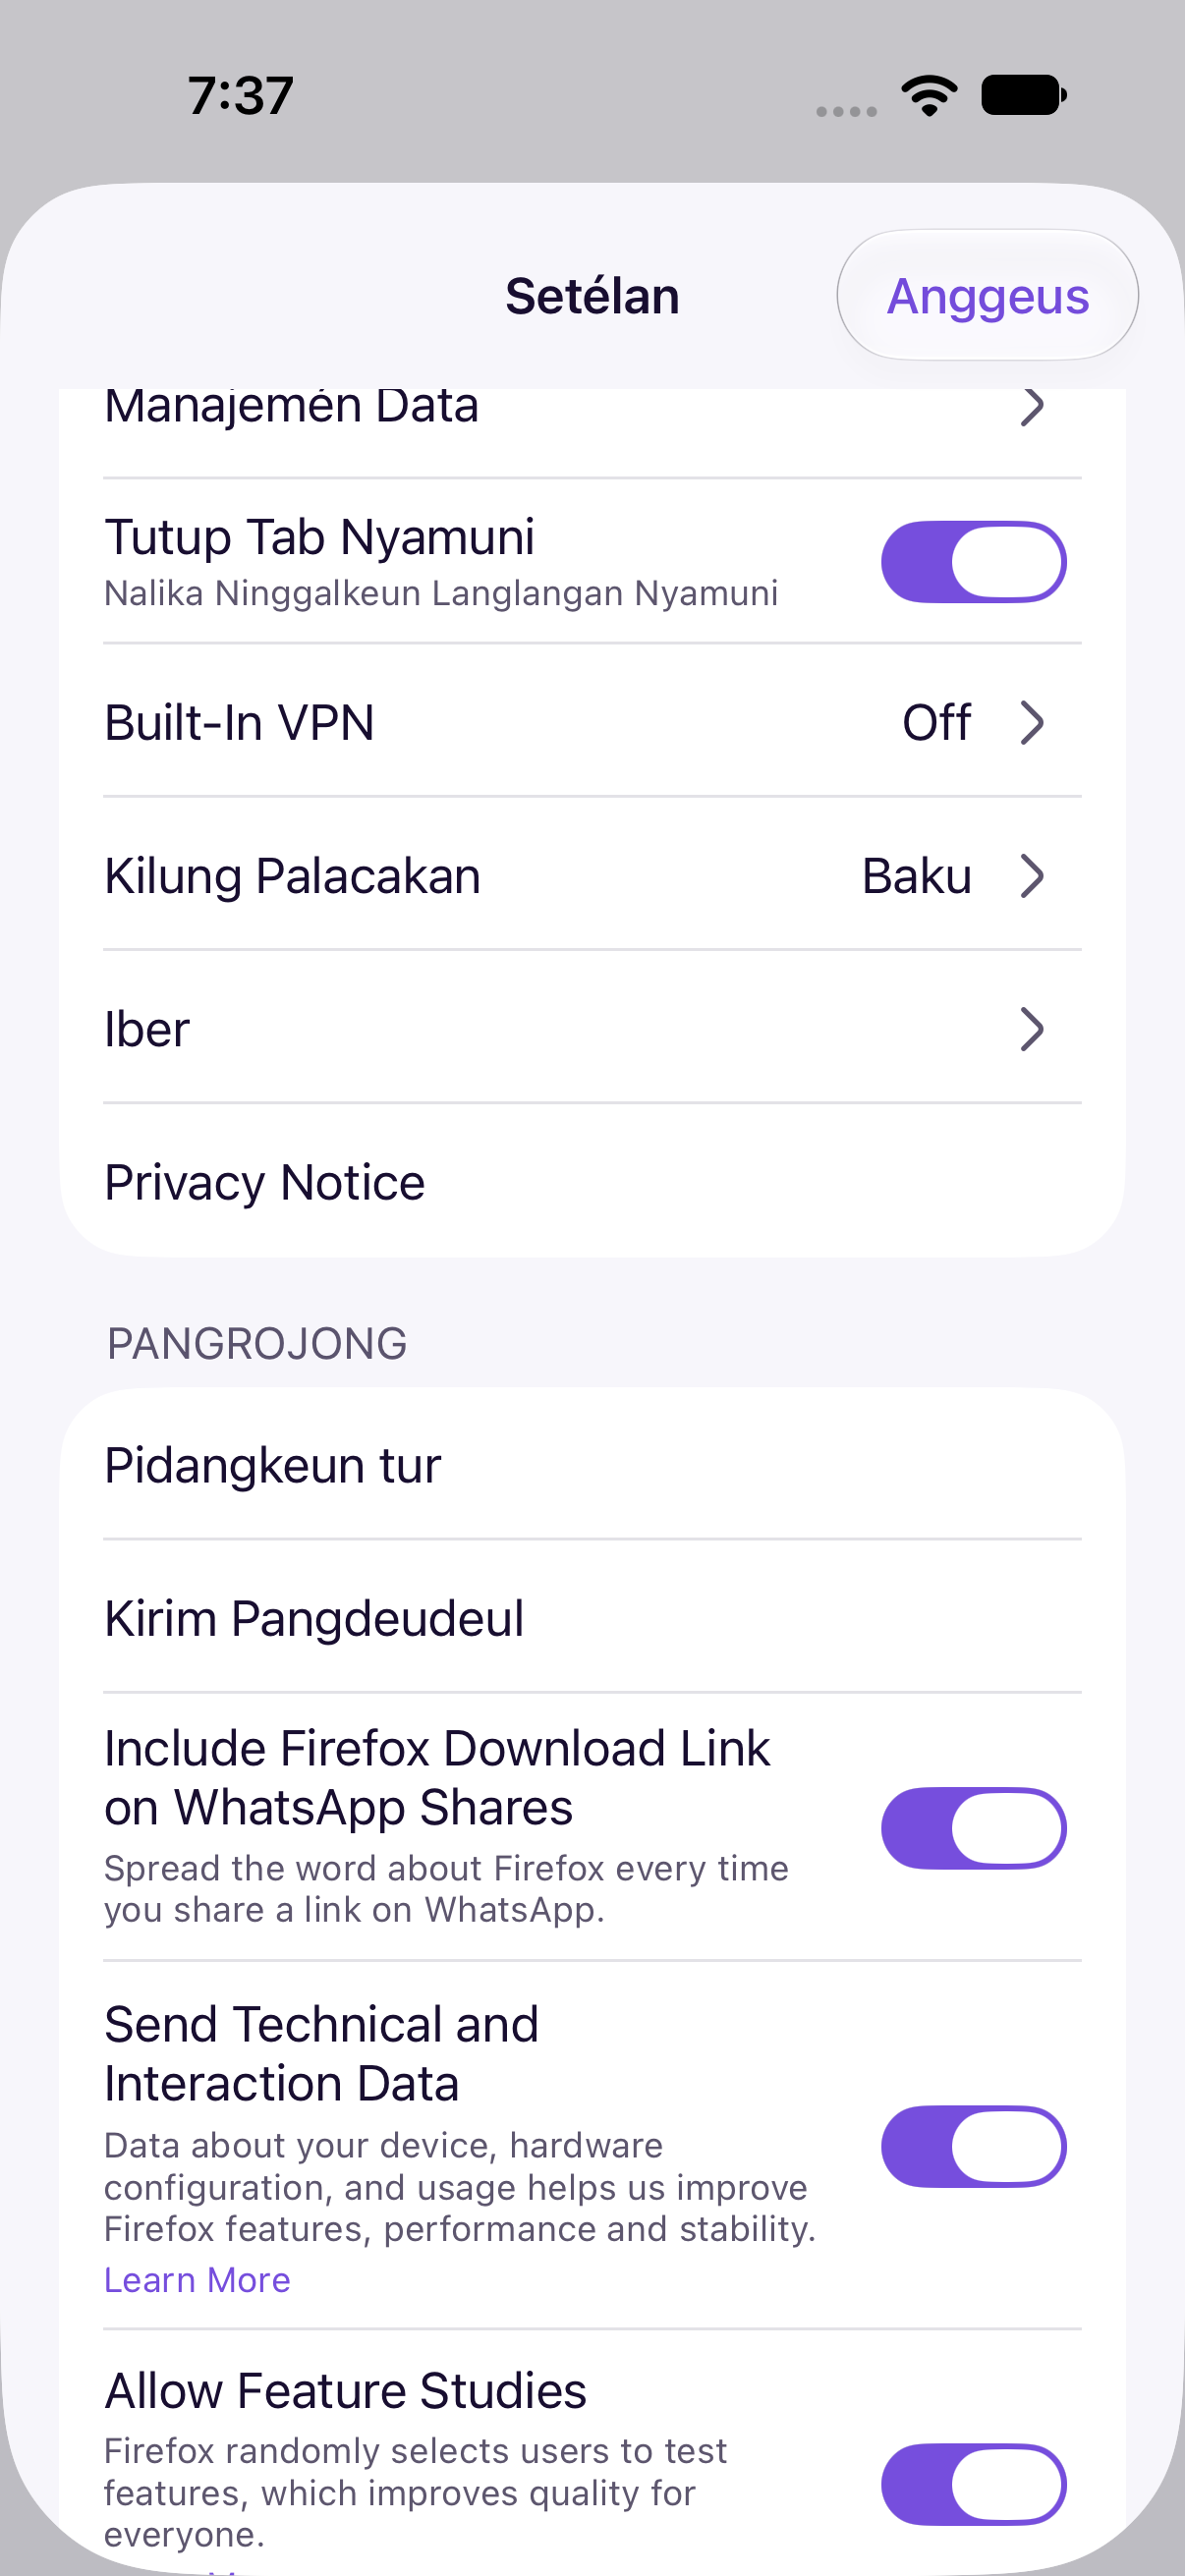 7:37
Setélan
Anggeus
Manajemén Data
Tutup Tab Nyamuni
Nalika Ninggalkeun Langlangan Nyamuni
Built-In VPN
Off
Kilung Palacakan
Baku
Iber
Privacy Notice
PANGROJONG
Pidangkeun tur
Kirim Pangdeudeul
Include Firefox Download Link
on WhatsApp Shares
Spread the word about Firefox every time
you share a link on WhatsApp.
Send Technical and
Interaction Data
Data about your device, hardware
configuration, and usage helps us improve
Firefox features, performance and stability.
Learn More
Allow Feature Studies
Firefox randomly selects users to test
features, which improves quality for
everyone.